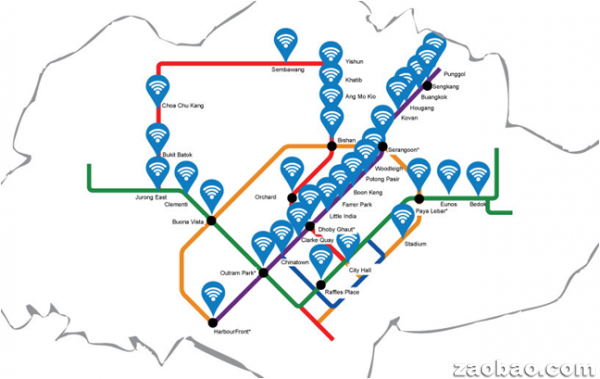 Sembawang
Yishun
Khatib
Ang Mo Kio
Choa Chu Kang
Bukit Batok
Jurong East
Clementi
Buona Vista
Bishan
Orchard
Punggol
Sengkang
Buangkok
Hougang
Kovan
Serangoon*
Woodleigh
Potong Pasir
Boon Keng
Farrer Park
Little India
Dhoby Ghaut*
Clarke Quay
Chinatown
Outram Park*
HarbourFront*
City Hall
Raffles Place
Stadium
Paya Lebar*
Eunos
Bedok
zaobao.com